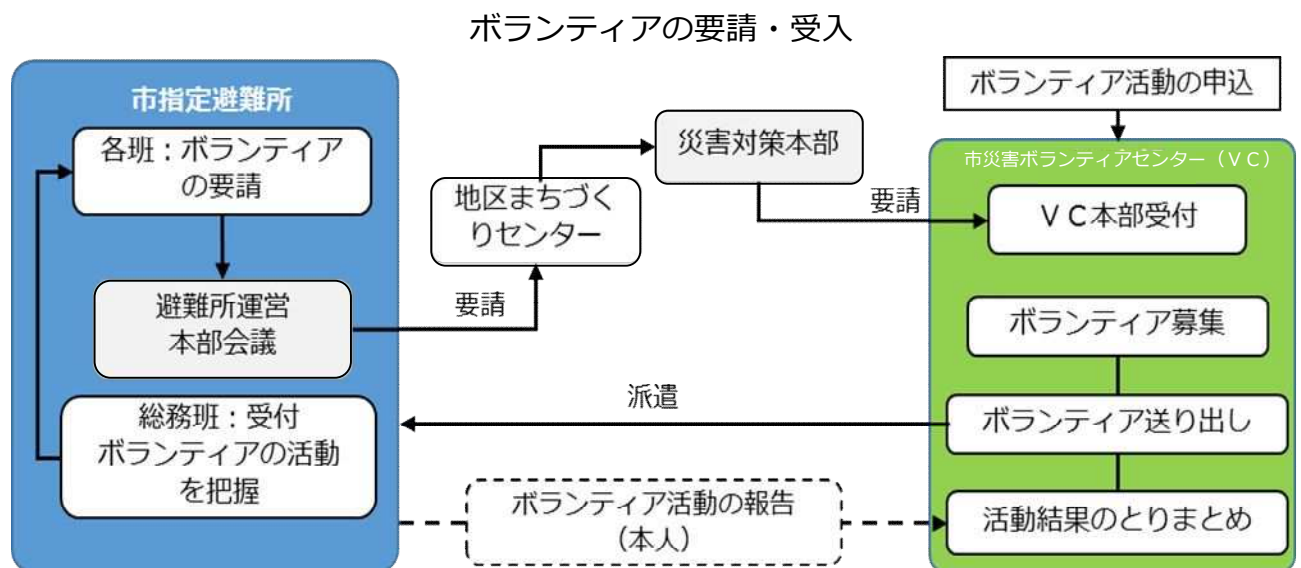 ボランティアの要請・受入
市指定避難所
各班：ボランティア
の要請
避難所運営
本部会議
総務班：受付
ボランティアの活動
を把握
要請
地区まちづく
りセンター
災害対策本部
要請
派遣
ボランティア活動の報告
（本人）
ボランティア活動の申込
市災害ボランティアセンター（ＶＣ）
ＶＣ本部受付
ボランティア募集
ボランティア送り出し
活動結果のとりまとめ